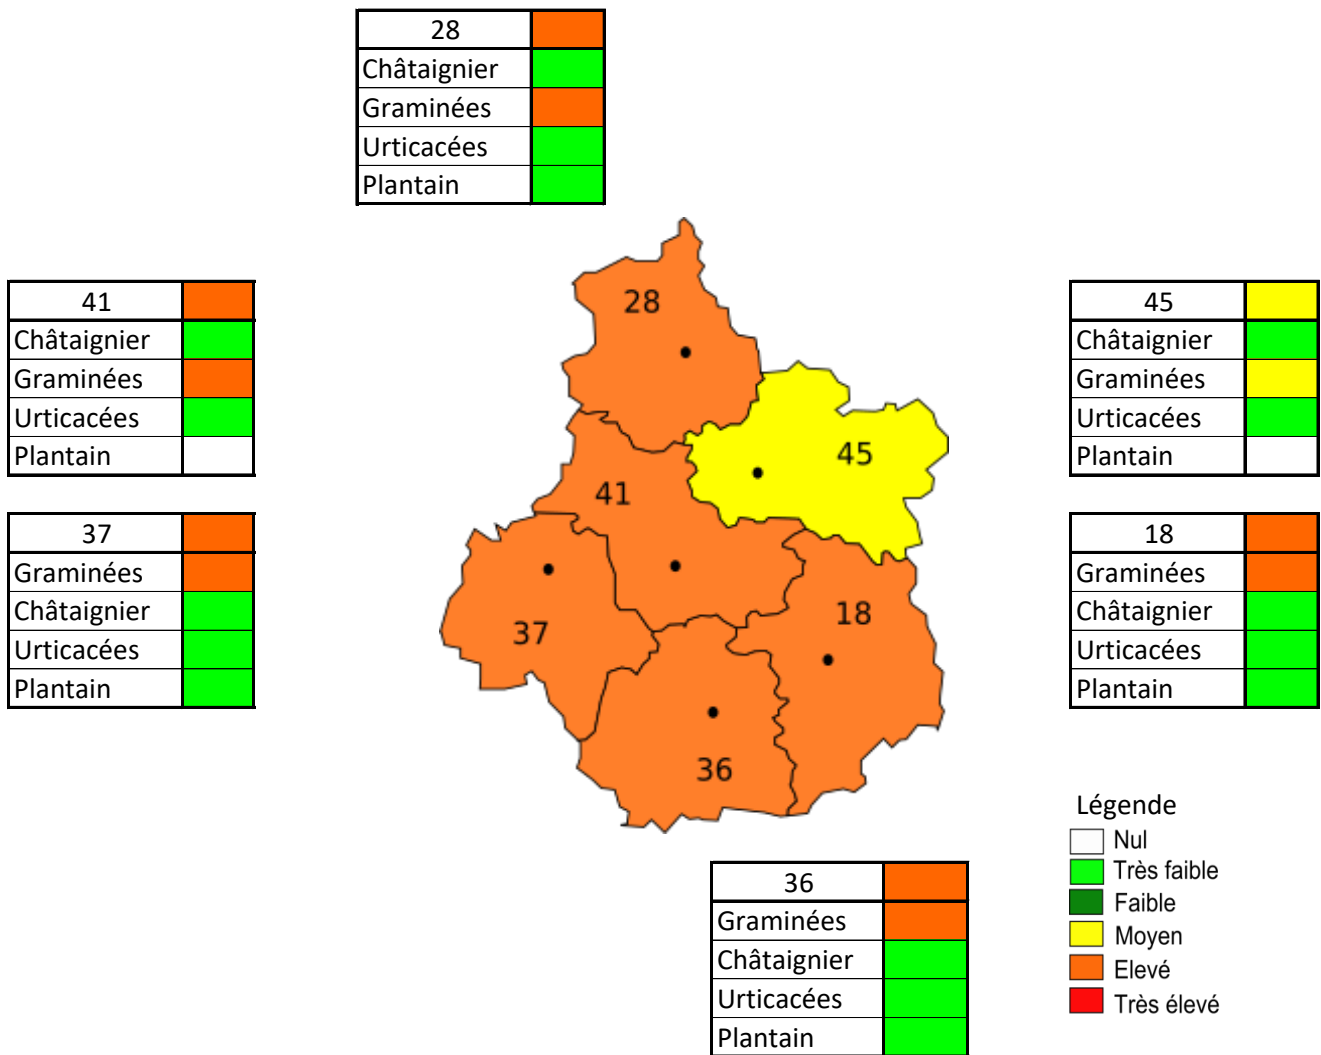 28
Châtaignier
Graminées
Urticacées
Plantain
41
Châtaignier
Graminées
Urticacées
Plantain
37
Graminées
Châtaignier
Urticacées
Plantain
28
45
41
37
18
36
45
Châtaignier
Graminées
Urticacées
Plantain
18
Graminées
Châtaignier
Urticacées
Plantain
36
Graminées
Châtaignier
Urticacées
Plantain
Légende
Nul
Très faible
Faible
Moyen
Elevé
Très élevé